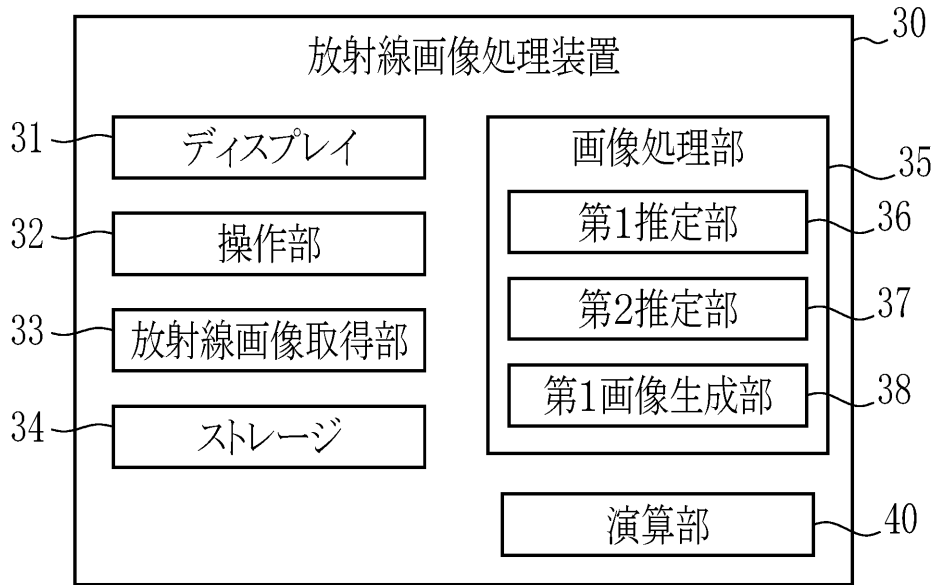 30
放射線画像処理装置
31
ディスプレイ
32
操作部
33
放射線画像取得部
34
ストレージ
画像処理部
35
第1推定部
36
第2推定部
37
第1画像生成部
38
演算部
40